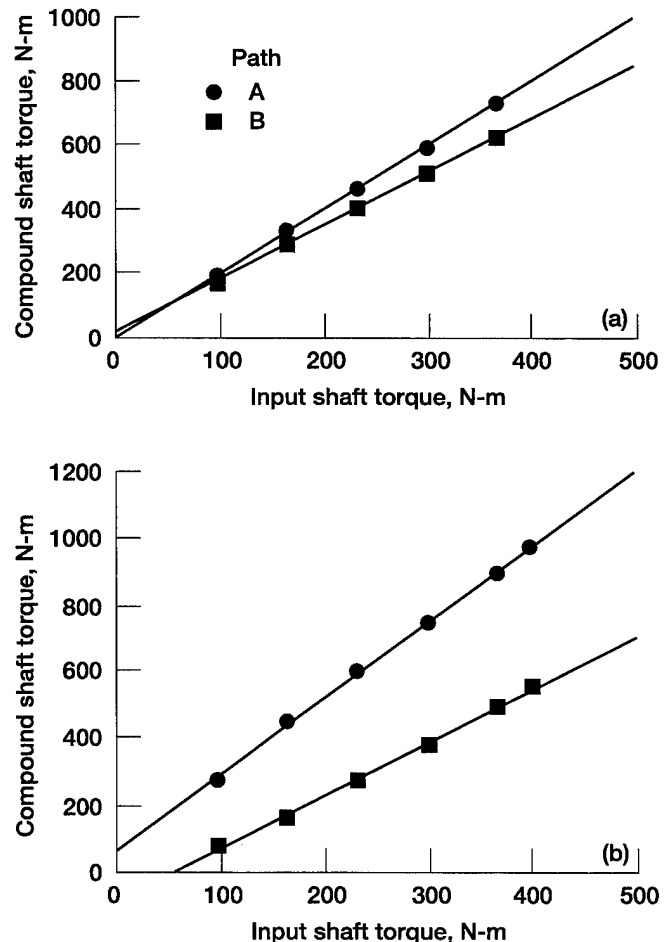 1000
800
600
400
200
0
Compound shaft torque, N-m
Path
A
B
(a)
0 100 200 300 400 500
Input shaft torque, N-m
1200
1000
800
600
400
200
0
Compound shaft torque, N-m
(b)
0 100 200 300 400 500
Input shaft torque, N-m